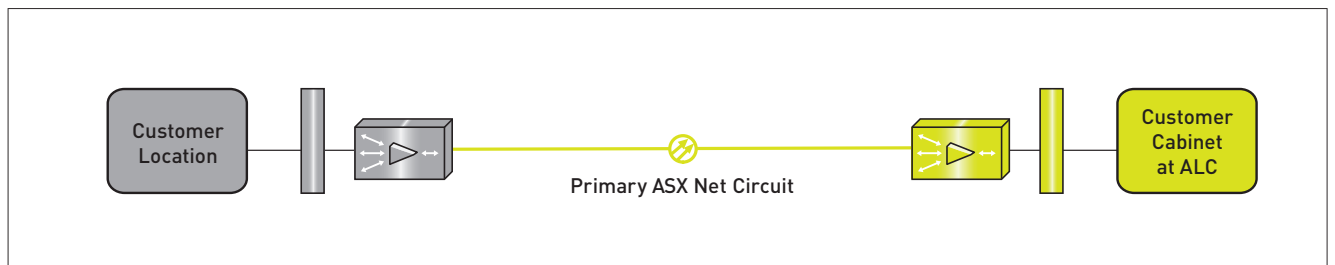 Customer
Location
Primary ASX Net Circuit
Customer
Cabinet
at ALC